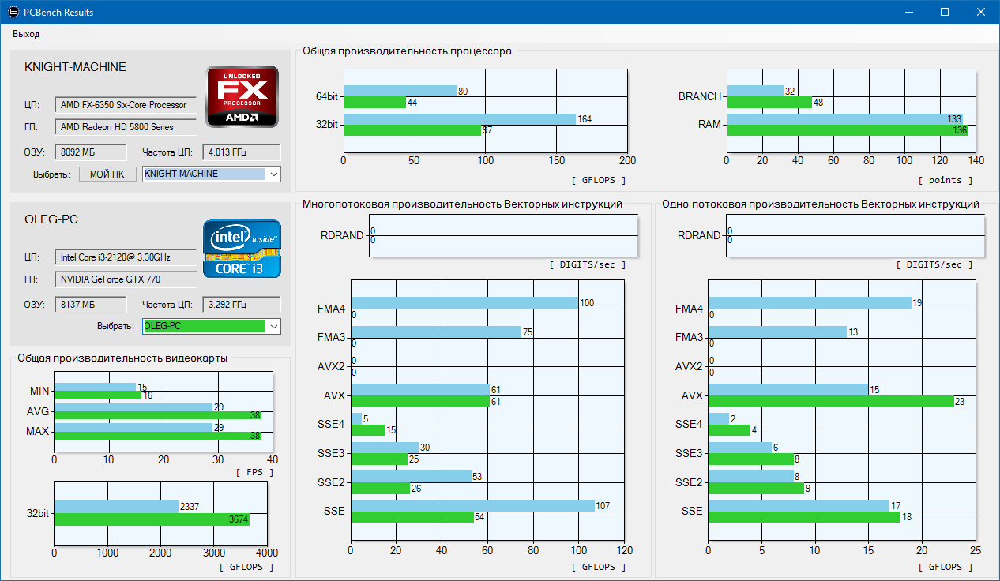 PCBench Results
Выход
KNIGHT-MACHINE
UNLOCKED
FX
PROCESSOR
AMD
ЦП: AMD FX-6350 Six-Core Processor
ГП: AMD Radeon HD 5800 Series
ОЗУ: 8092 МБ Частота ЦП: 4.013 ГГц
Выбрать: МОЙ ПК KNIGHT-MACHINE
OLEG-PC
intel inside™
CORE™ i3
ЦП: Intel Core i3-2120@ 3.30GHz
ГП: NVIDIA GeForce GTX 770
ОЗУ: 8137 МБ Частота ЦП: 3.292 ГГц
Выбрать: OLEG-PC
Общая производительность видеокарты
MIN 15
16
AVG 29
38
MAX 29
38
0 10 20 30 40
[ FPS ]
32bit 2337
3674
0 1000 2000 3000 4000
[ GFLOPS ]
Общая производительность процессора
64bit 80
44
32bit 164
97
0 50 100 150 200
[ GFLOPS ]
BRANCH 32
48
RAM 133
136
0 20 40 60 80 100 120 140
[ points ]
Многопотоковая производительность Векторных инструкций
RDRAND 0
0
[ DIGITS/sec ]
FMA4 100
0
FMA3 75
0
AVX2 0
0
AVX 61
61
SSE4 5
15
SSE3 30
25
SSE2 53
26
SSE 107
54
0 20 40 60 80 100 120
[ GFLOPS ]
Одно-потоковая производительность Векторных инструкций
RDRAND 0
0
[ DIGITS/sec ]
FMA4 19
0
FMA3 13
0
AVX2 0
0
AVX 15
23
SSE4 2
4
SSE3 6
8
SSE2 8
9
SSE 17
18
0 5 10 15 20 25
[ GFLOPS ]